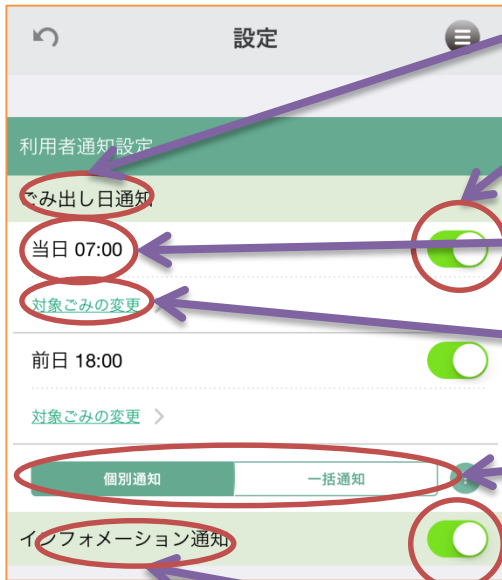 設定
利用者通知設定
ごみ出し日通知
当日 07:00
対象ごみの変更
前日 18:00
対象ごみの変更 >
個別通知 一括通知
インフォメーション通知